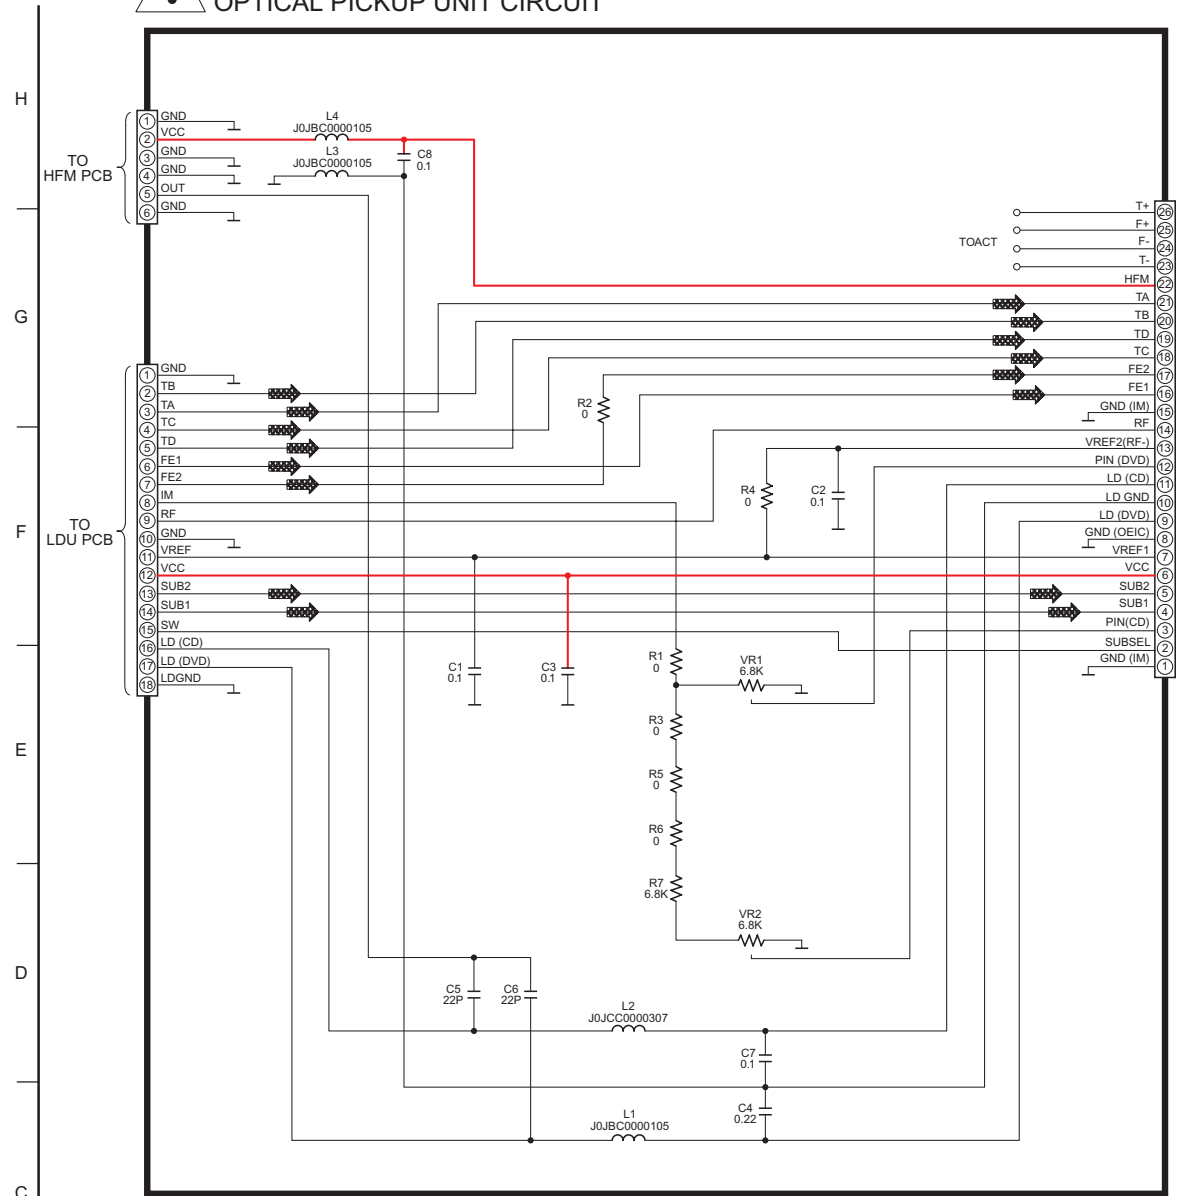 OPTICAL PICKUP UNIT CIRCUIT
H
G
F
E
D
C
TO
HFM PCB
1 GND
2 VCC
3 GND
4 GND
5 OUT
6 GND
L4
J0JBC0000105
L3
J0JBC0000105
C8
0.1
TOACT
T+ 26
F+ 25
F- 24
T- 23
HFM 22
TA 21
TB 20
TD 19
TC 18
FE2 17
FE1 16
GND (IM) 15
RF 14
VREF2(RF-) 13
PIN (DVD) 12
LD (CD) 11
LD GND 10
LD (DVD) 9
GND (OEIC) 8
VREF1 7
VCC 6
SUB2 5
SUB1 4
PIN(CD) 3
SUBSEL 2
GND (IM) 1
TO
LDU PCB
1 GND
2 TB
3 TA
4 TC
5 TD
6 FE1
7 FE2
8 IM
9 RF
10 GND
11 VREF
12 VCC
13 SUB2
14 SUB1
15 SW
16 LD (CD)
17 LD (DVD)
18 LDGND
R2
0
R4
0
C2
0.1
C1
0.1
C3
0.1
R1
0
VR1
6.8K
R3
0
R5
0
R6
0
R7
6.8K
VR2
6.8K
C5
22P
C6
22P
L2
J0JCC0000307
C7
0.1
C4
0.22
L1
J0JBC0000105